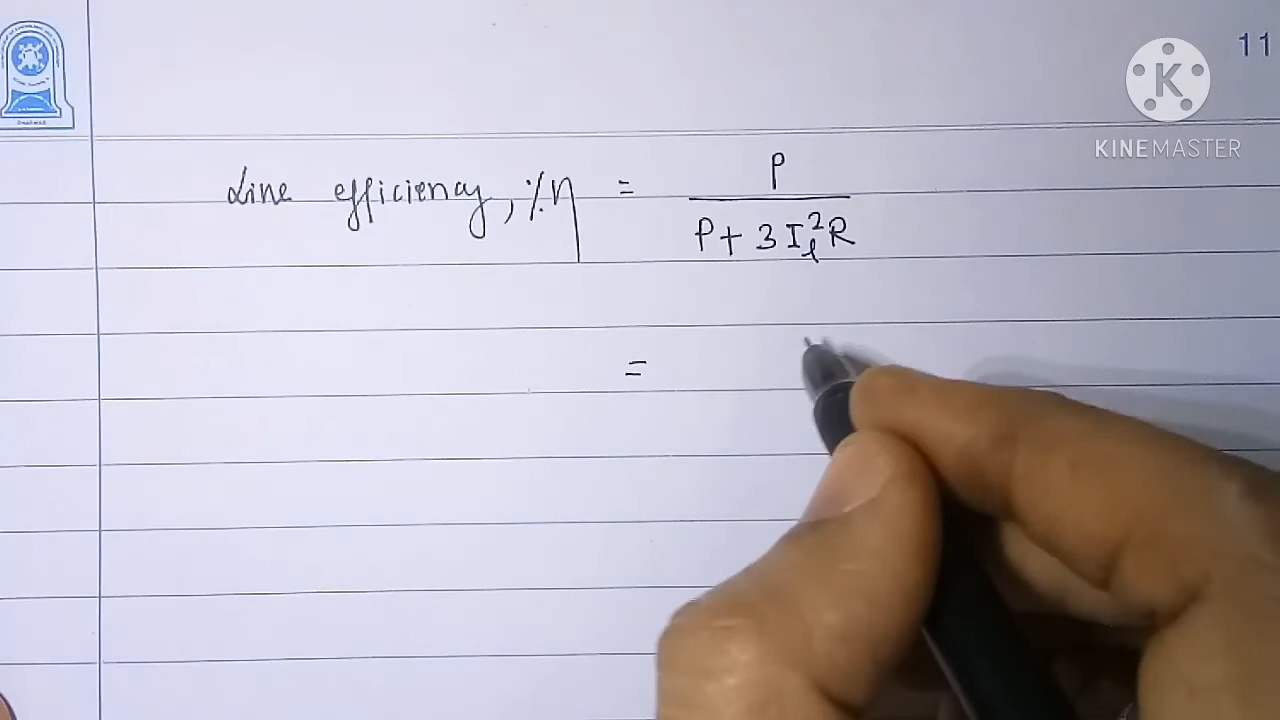 11
K
KINEMASTER
Line efficiency, %η = P / P + 3 I_l^2 R
=